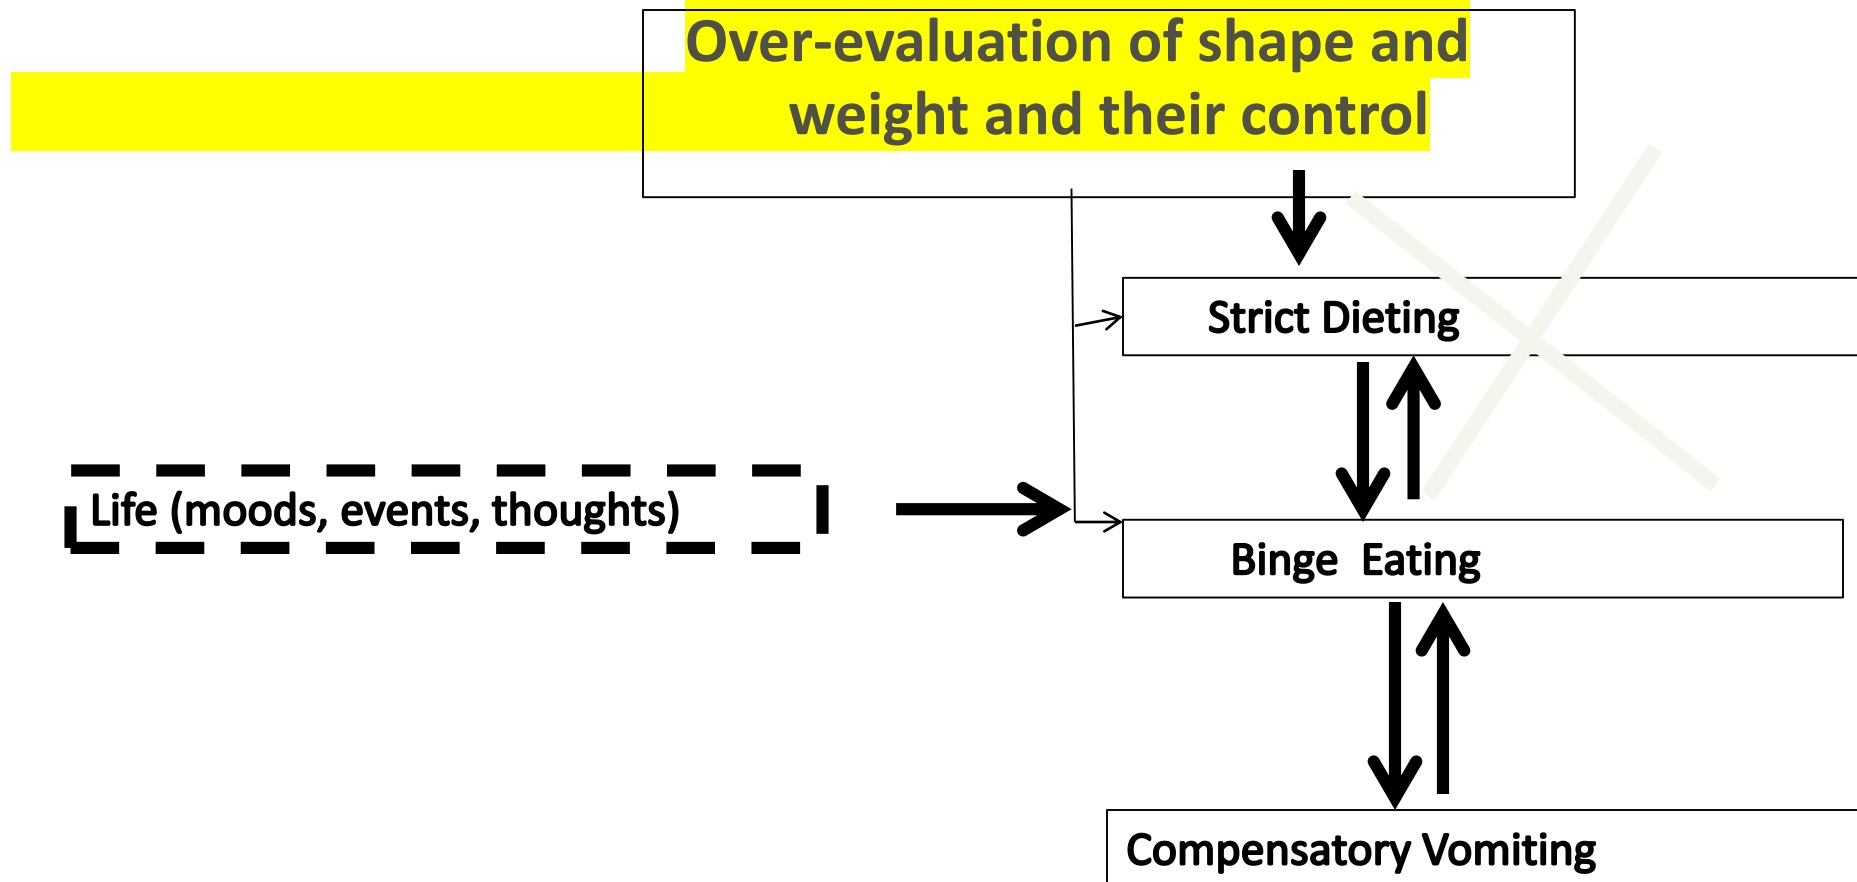 Over-evaluation of shape and
weight and their control
Strict Dieting
Life (moods, events, thoughts)
Binge Eating
Compensatory Vomiting